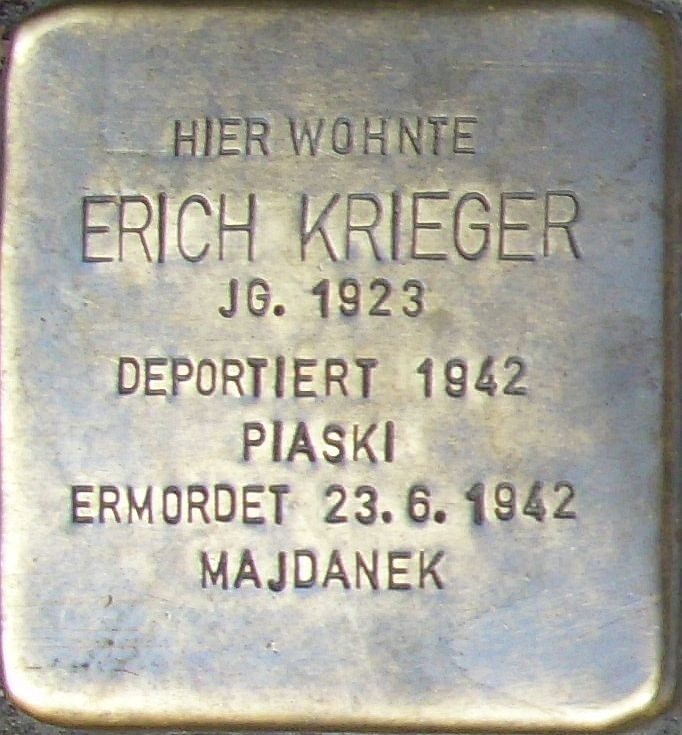 HIER WOHNTE
ERICH KRIEGER
JG. 1923
DEPORTIERT 1942
PIASKI
ERMORDET 23.6.1942
MAJDANEK